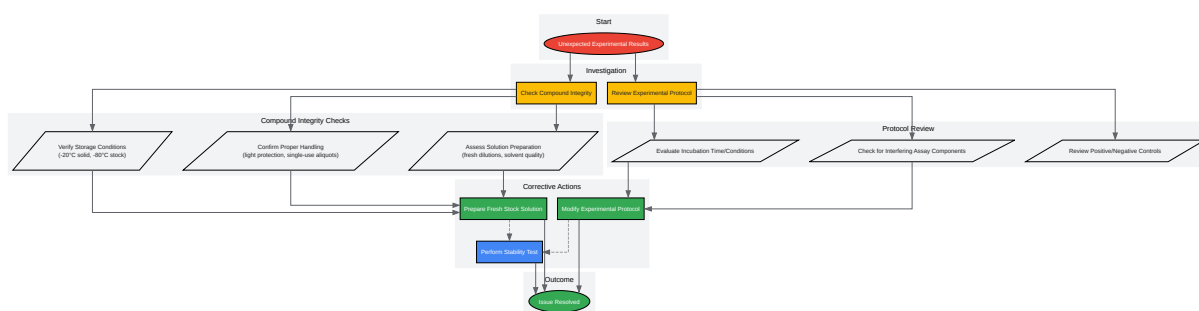 Start
Unexpected Experimental Results
Investigation
Check Compound Integrity
Review Experimental Protocol
Compound Integrity Checks
Protocol Review
Verify Storage Conditions
(-20°C solid, -80°C stock)
Confirm Proper Handling
(light protection, single-use aliquots)
Assess Solution Preparation
(fresh dilutions, solvent quality)
Evaluate Incubation Time/Conditions
Check for Interfering Assay Components
Review Positive/Negative Controls
Corrective Actions
Prepare Fresh Stock Solution
Modify Experimental Protocol
Perform Stability Test
Outcome
Issue Resolved